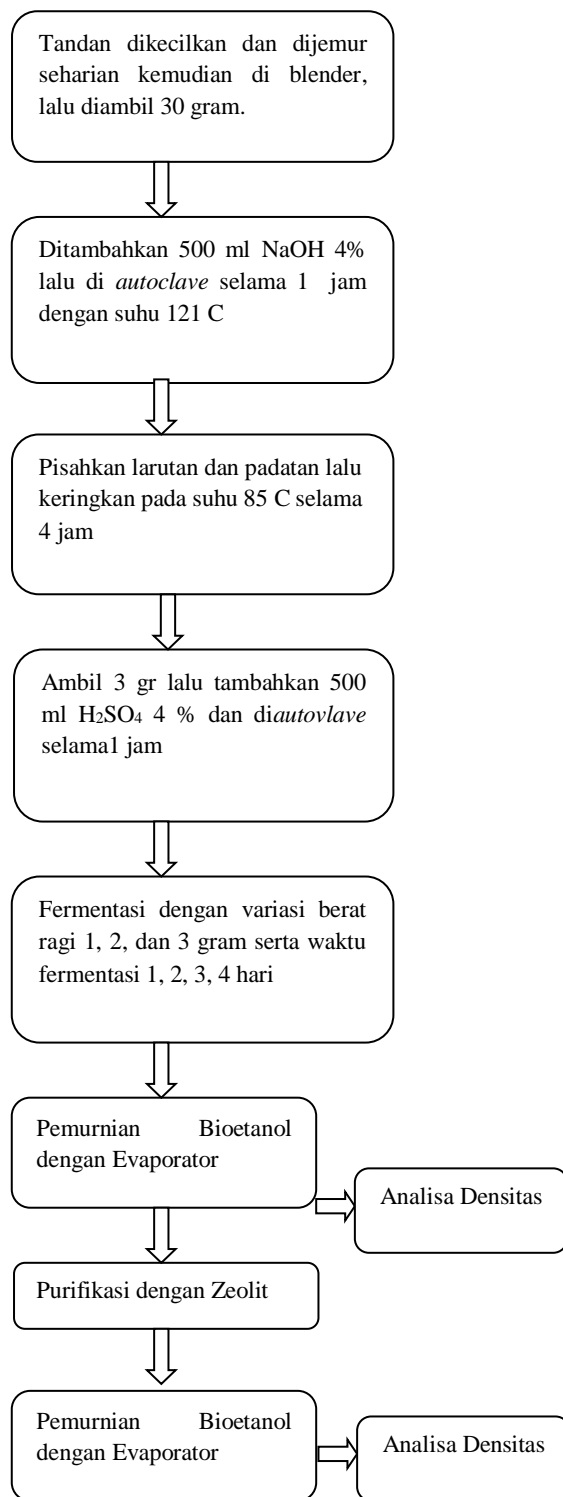 Tandan dikecilkan dan dijemur
seharian kemudian di blender,
lalu diambil 30 gram.
Ditambahkan 500 ml NaOH 4%
lalu di autoclave selama 1 jam
dengan suhu 121 C
Pisahkan larutan dan padatan lalu
keringkan pada suhu 85 C selama
4 jam
Ambil 3 gr lalu tambahkan 500
ml H₂SO₄ 4 % dan diautovlave
selama1 jam
Fermentasi dengan variasi berat
ragi 1, 2, dan 3 gram serta waktu
fermentasi 1, 2, 3, 4 hari
Pemurnian Bioetanol
dengan Evaporator
Analisa Densitas
Purifikasi dengan Zeolit
Pemurnian Bioetanol
dengan Evaporator
Analisa Densitas